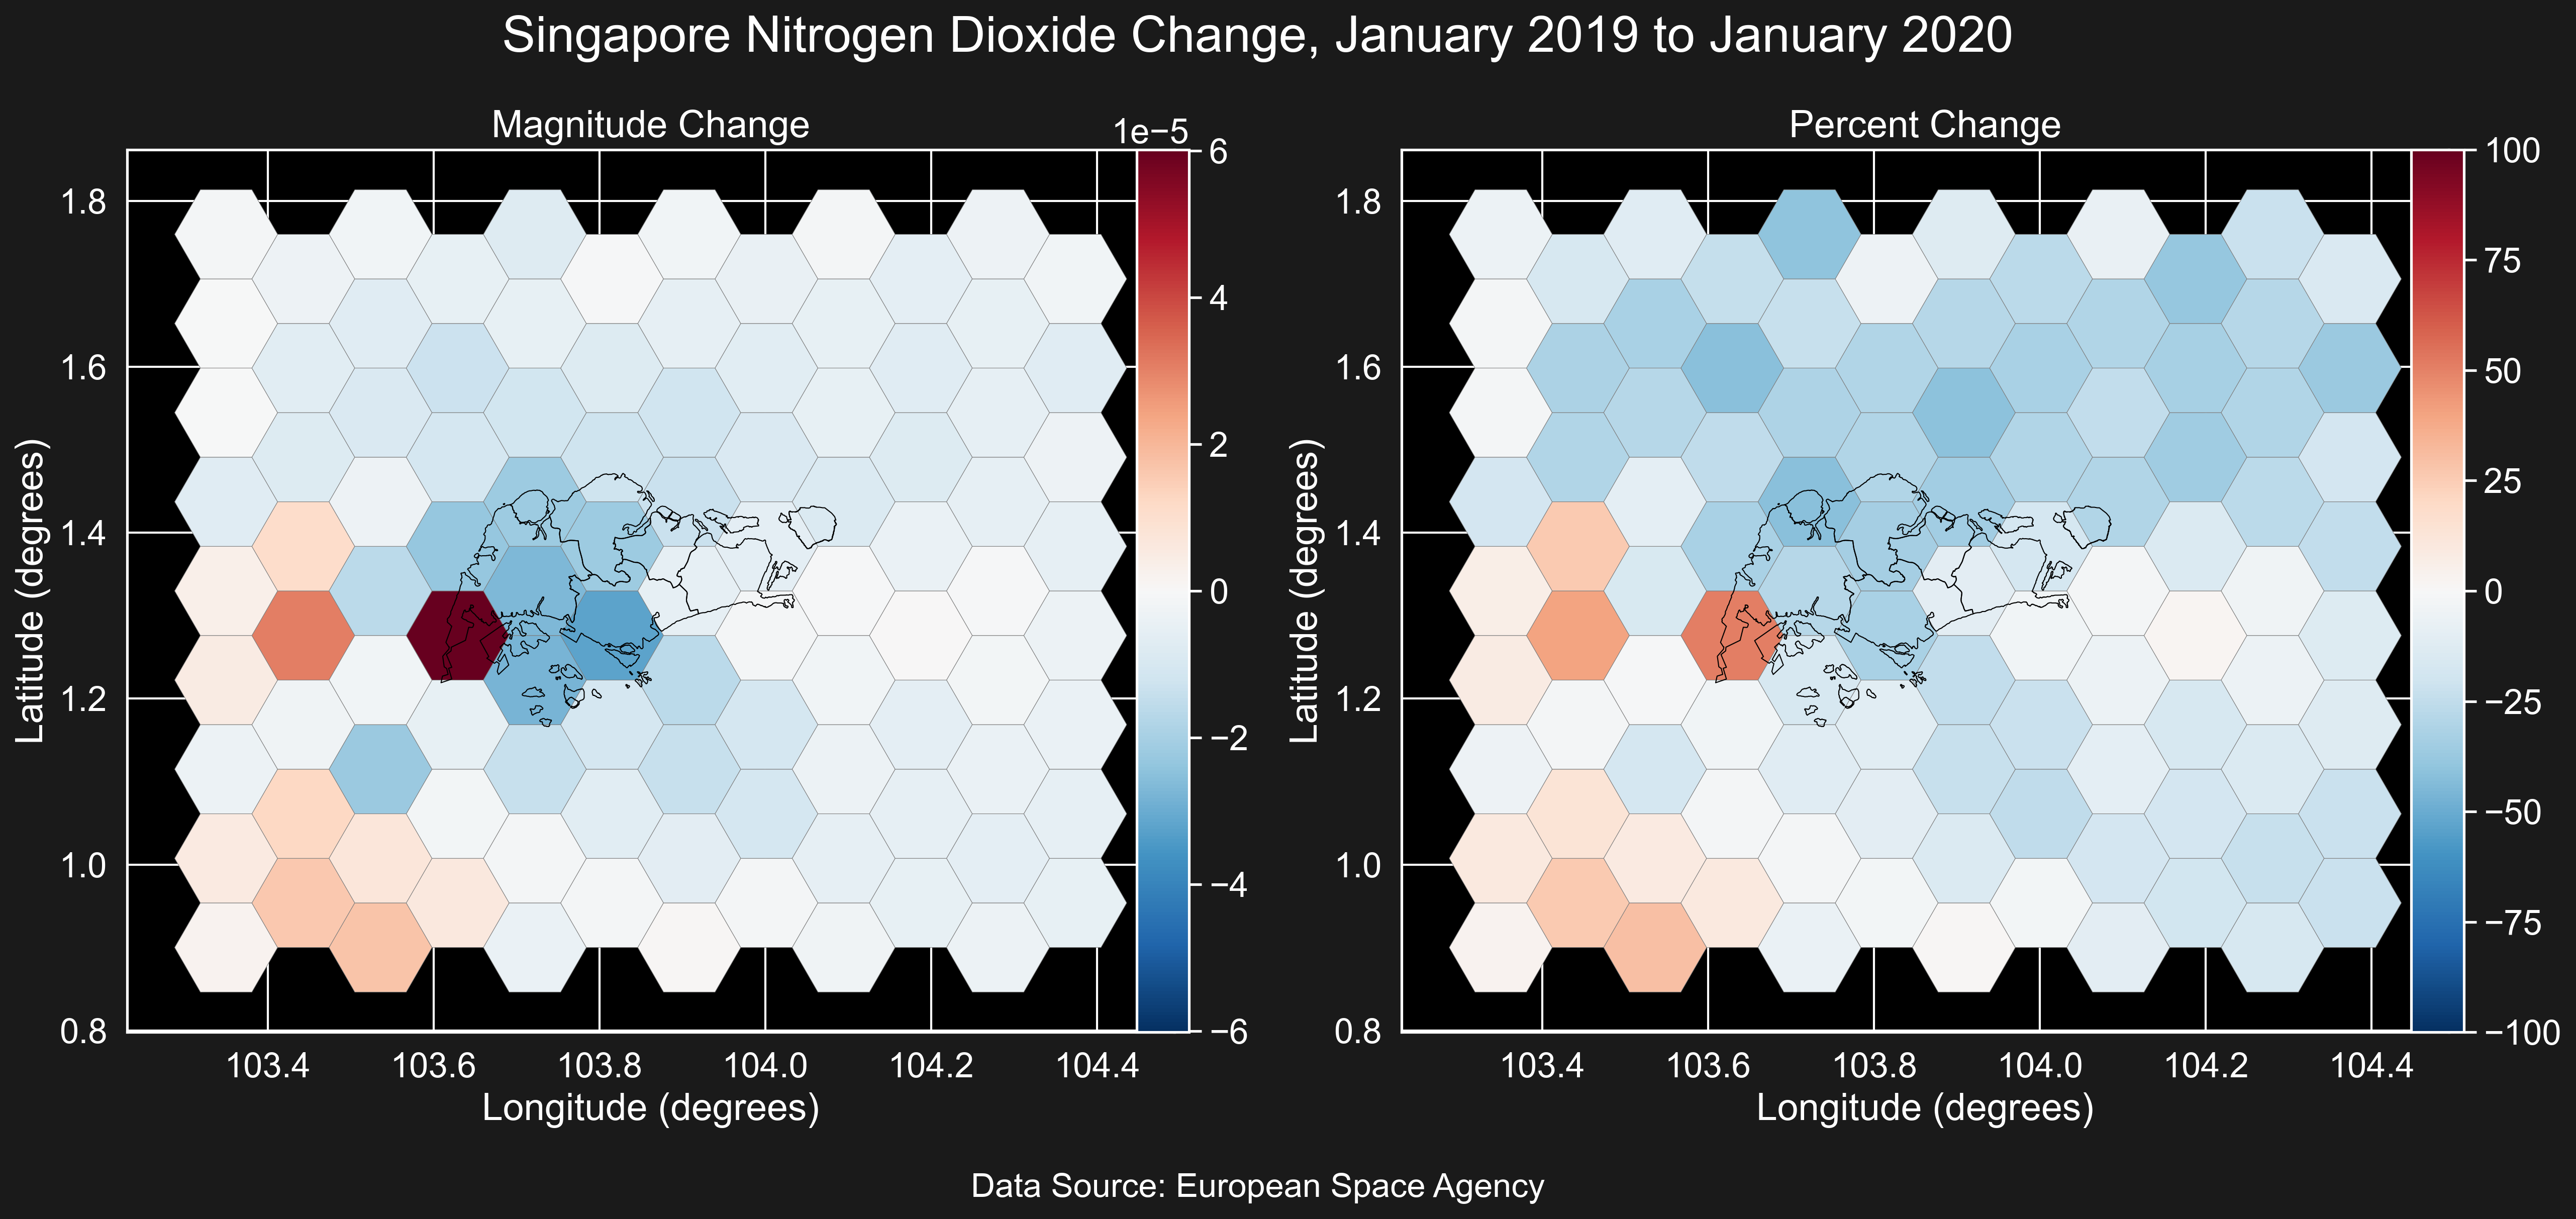 Singapore Nitrogen Dioxide Change, January 2019 to January 2020
Magnitude Change
1e−5
Latitude (degrees)
1.8
1.6
1.4
1.2
1.0
0.8
103.4 103.6 103.8 104.0 104.2 104.4
Longitude (degrees)
6
4
2
0
−2
−4
−6
Percent Change
Latitude (degrees)
1.8
1.6
1.4
1.2
1.0
0.8
103.4 103.6 103.8 104.0 104.2 104.4
Longitude (degrees)
100
75
50
25
0
−25
−50
−75
−100
Data Source: European Space Agency